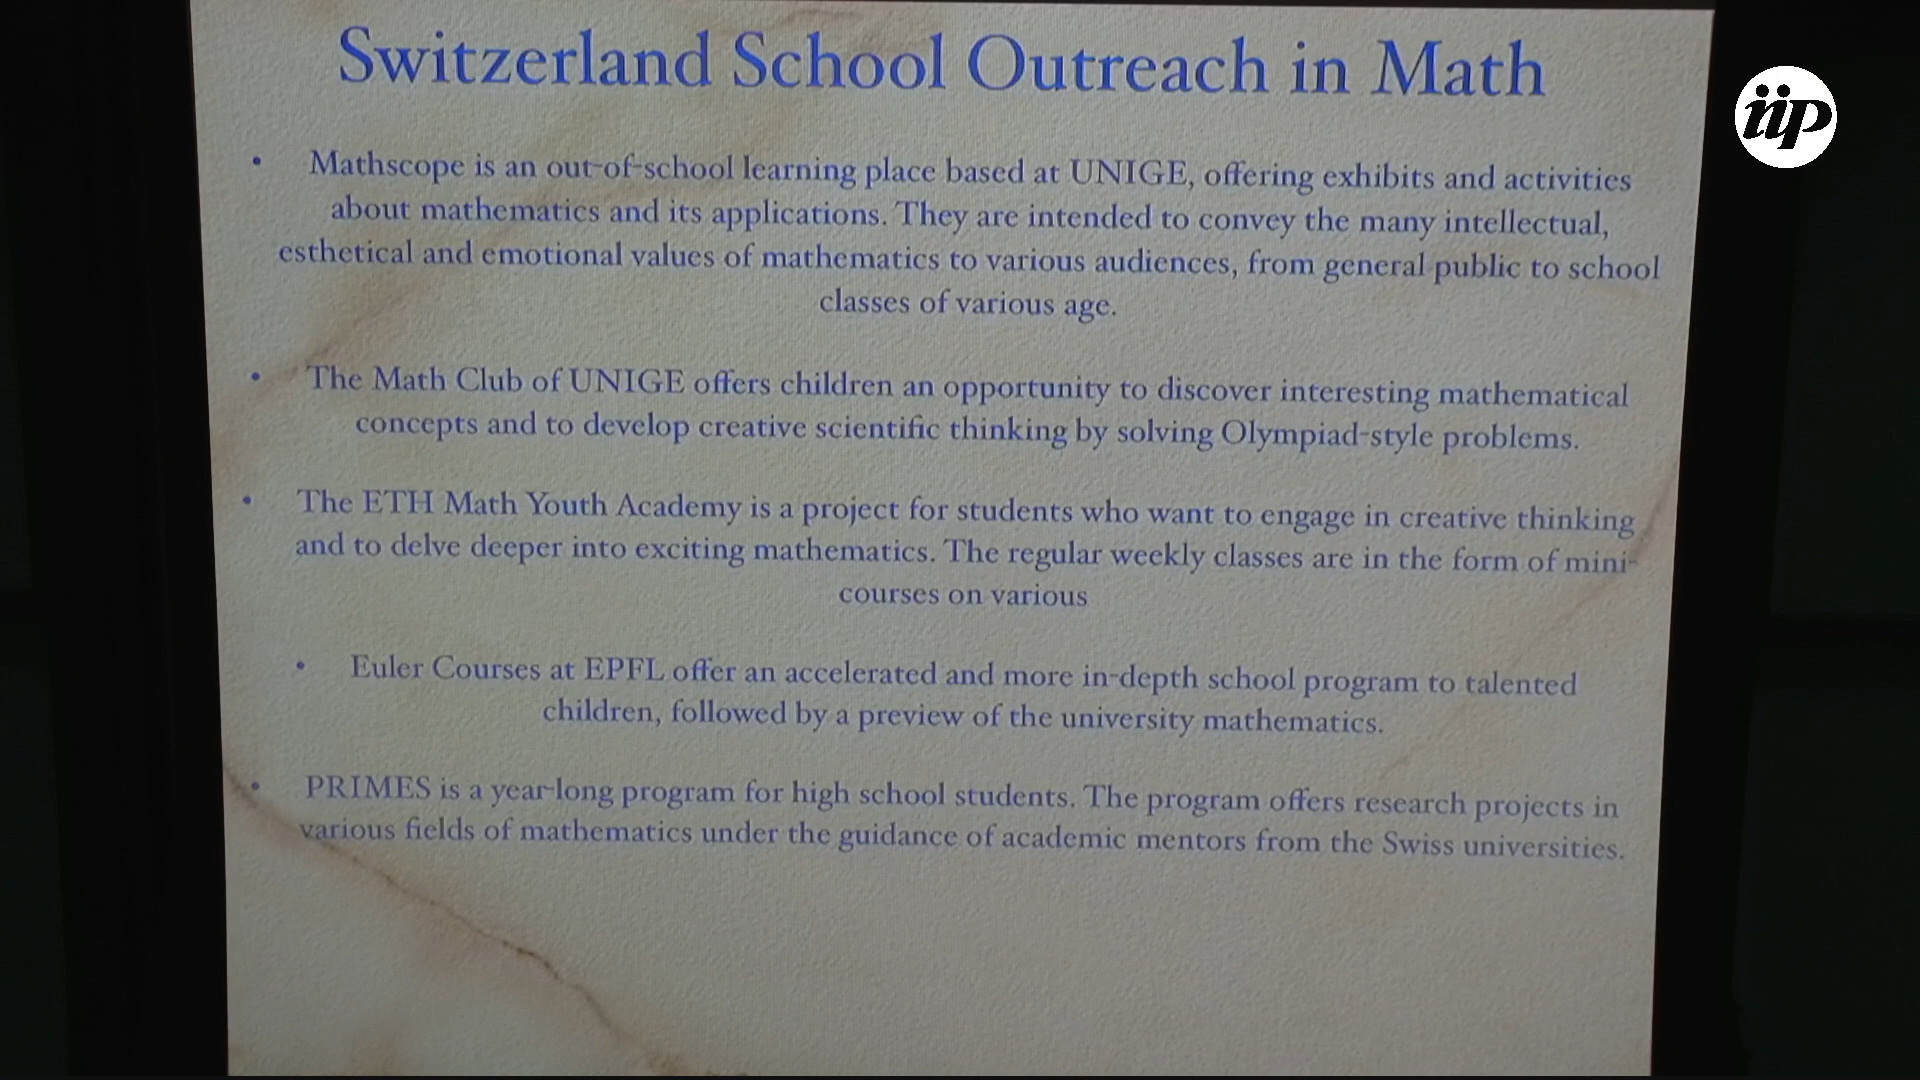 Switzerland School Outreach in Math
iip
• Mathscope is an out-of-school learning place based at UNIGE, offering exhibits and activities
about mathematics and its applications. They are intended to convey the many intellectual,
esthetical and emotional values of mathematics to various audiences, from general public to school
classes of various age.
• The Math Club of UNIGE offers children an opportunity to discover interesting mathematical
concepts and to develop creative scientific thinking by solving Olympiad-style problems.
• The ETH Math Youth Academy is a project for students who want to engage in creative thinking
and to delve deeper into exciting mathematics. The regular weekly classes are in the form of mini-
courses on various
• Euler Courses at EPFL offer an accelerated and more in-depth school program to talented
children, followed by a preview of the university mathematics.
• PRIMES is a year-long program for high school students. The program offers research projects in
various fields of mathematics under the guidance of academic mentors from the Swiss universities.